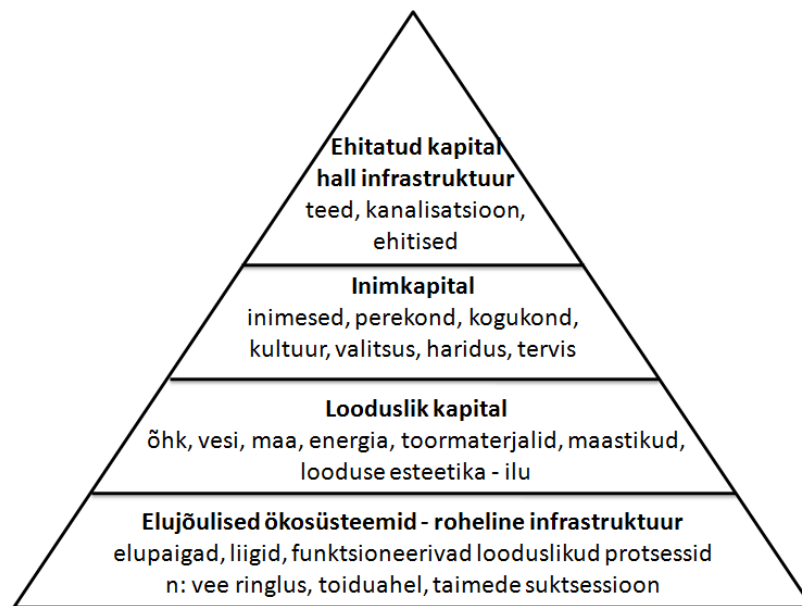 Ehitatud kapital
hall infrastruktuur
teed, kanalisatsioon,
ehitised
Inimkapital
inimesed, perekond, kogukond,
kultuur, valitsus, haridus, tervis
Looduslik kapital
õhk, vesi, maa, energia, toormaterjalid, maastikud,
looduse esteetika - ilu
Elujõulised ökosüsteemid - roheline infrastruktuur
elupaigad, liigid, funktsioneerivad looduslikud protsessid
n: vee ringlus, toiduahel, taimede suktsessioon